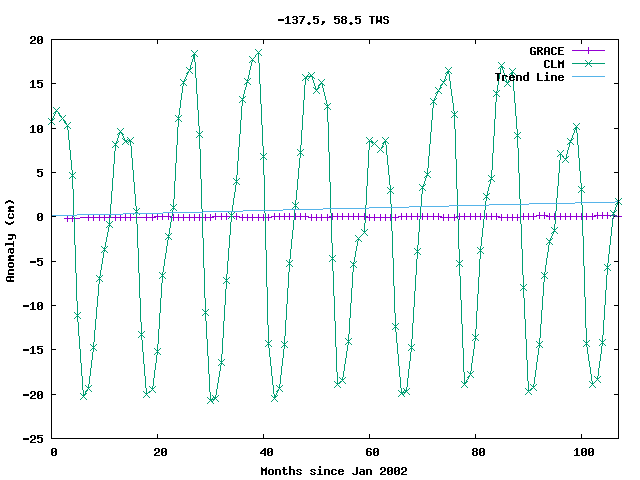 -137.5, 58.5 TWS
GRACE
CLM
Trend Line
20
15
10
5
0
-5
-10
-15
-20
-25
Anomaly (cm)
0 20 40 60 80 100
Months since Jan 2002